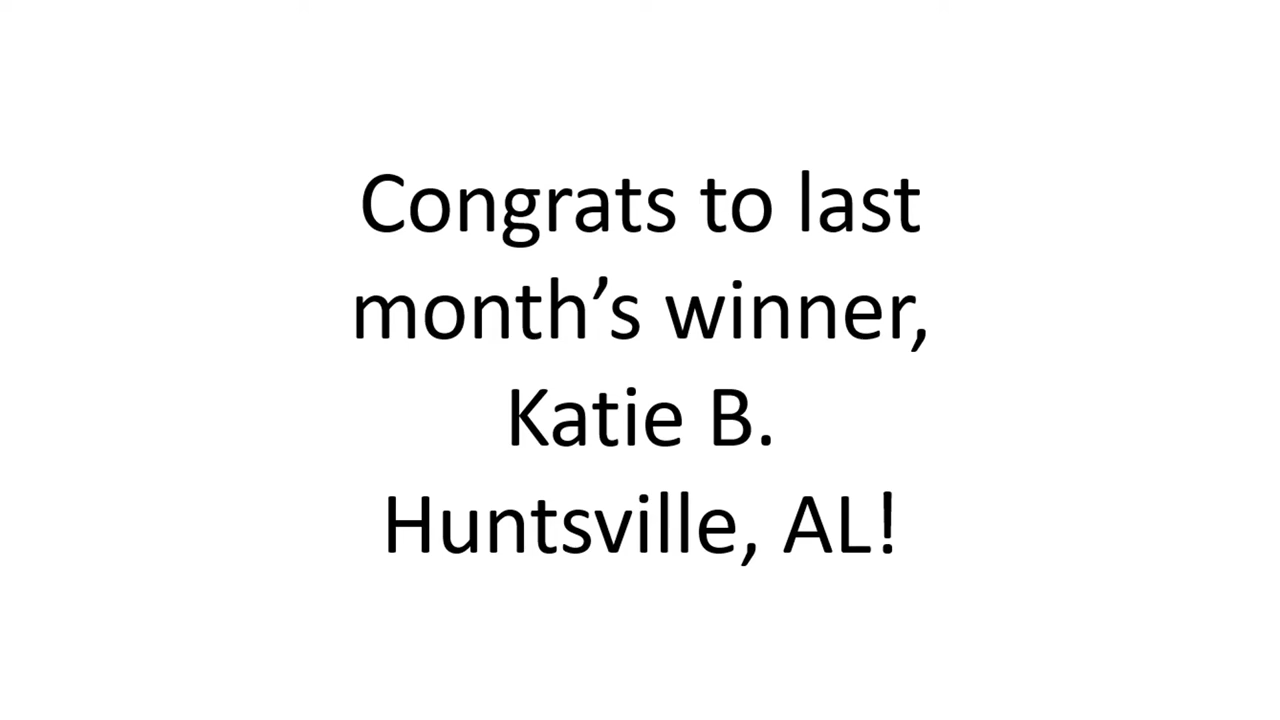 Congrats to last
month’s winner,
Katie B.
Huntsville, AL!